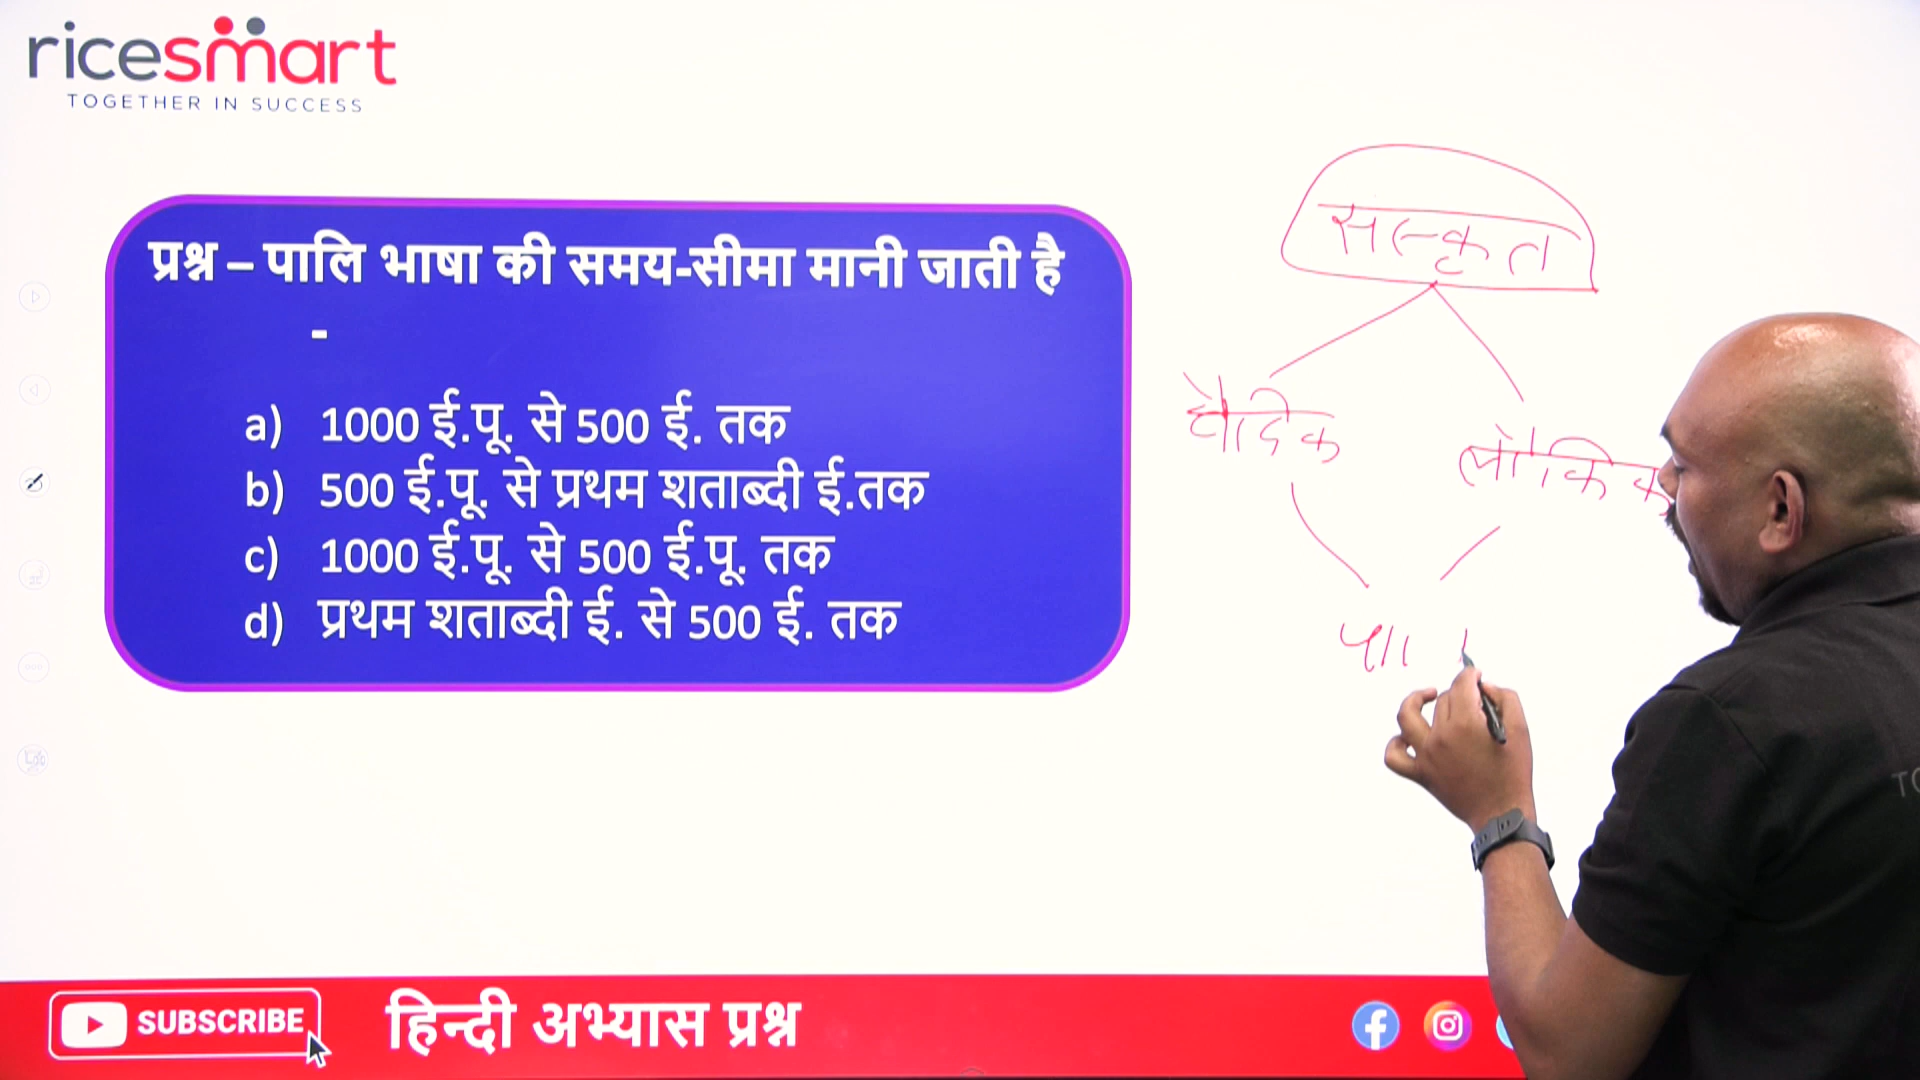 ricesmart
TOGETHER IN SUCCESS
प्रश्न – पालि भाषा की समय-सीमा मानी जाती है
-
a) 1000 ई.पू. से 500 ई. तक
b) 500 ई.पू. से प्रथम शताब्दी ई.तक
c) 1000 ई.पू. से 500 ई.पू. तक
d) प्रथम शताब्दी ई. से 500 ई. तक
संस्कृत
वैदिक
लौकिक
पा
SUBSCRIBE
हिन्दी अभ्यास प्रश्न